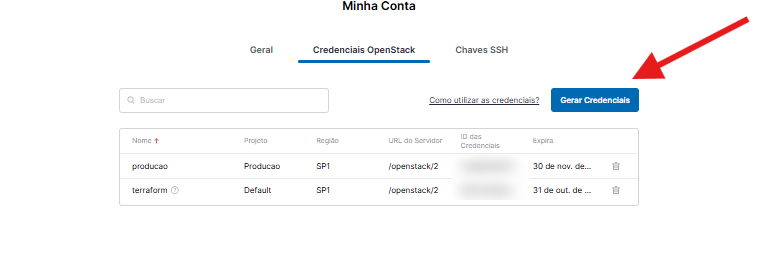 Minha Conta
Geral Credenciais OpenStack Chaves SSH
Buscar Como utilizar as credenciais? Gerar Credenciais
Nome Projeto Região URL do Servidor ID das Credenciais Expira
producao Producao SP1 /openstack/2 30 de nov. de...
terraform Default SP1 /openstack/2 31 de out. de ...